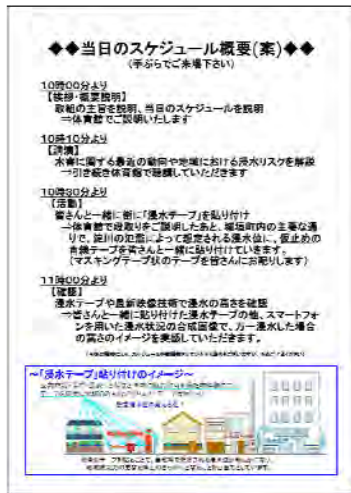 ◆◆当日のスケジュール概要(案)◆◆
(手ぶらでご来場下さい)
10時00分より
【挨拶・概要説明】
取組の主旨を説明、当日のスケジュールを説明
⇒体育館でご説明いたします
10時10分より
【講演】
水害に関する最近の動向や地域における浸水リスクを解説
⇒引き続き体育館で聴講していただきます
10時30分より
【活動】
皆さんと一緒に街に「浸水テープ」を貼り付け
⇒体育館で段取りをご説明したあと、 町内の主要な通
りで、淀川の氾濫によって想定される浸水位に、仮止めの
青色テープを皆さんと一緒に貼り付けていきます。
(マスキングテープ状のテープを皆さんにお配りします)
11時00分より
【確認】
浸水テープや最新映像技術で浸水の高さを確認
⇒皆さんと一緒に貼り付けた浸水テープの他、スマートフォ
ンを用いた浸水状況の合成画像で、万一浸水した場合
の高さのイメージを実感していただきます。
～「浸水テープ」貼り付けのイメージ～